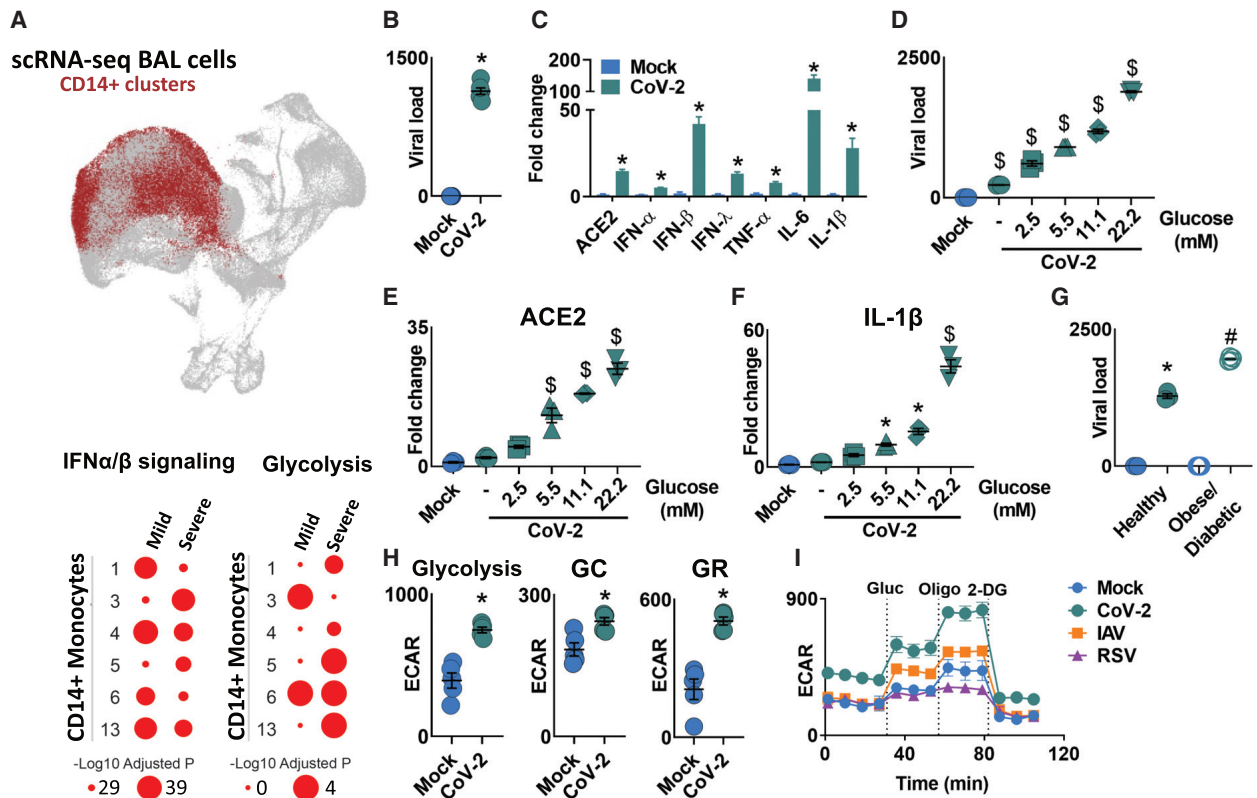 A
scRNA-seq BAL cells
CD14+ clusters
IFNα/β signaling
Glycolysis
Mild
Severe
Mild
Severe
CD14+ Monocytes
1
3
4
5
6
13
CD14+ Monocytes
1
3
4
5
6
13
-Log10 Adjusted P
29
39
-Log10 Adjusted P
0
4
B
Viral load
1500
0
*
Mock
CoV-2
C
Fold change
200
100
50
0
Mock
CoV-2
* * * * * * *
ACE2
IFN-α
IFN-β
IFN-λ
TNF-α
IL-6
IL-1β
D
Viral load
2500
0
$ $ $ $ $
Mock
-
2.5
5.5
11.1
22.2
Glucose
(mM)
CoV-2
E
ACE2
Fold change
35
0
$ $ $
Mock
-
2.5
5.5
11.1
22.2
Glucose
(mM)
CoV-2
F
IL-1β
Fold change
60
0
* * $
Mock
-
2.5
5.5
11.1
22.2
Glucose
(mM)
CoV-2
G
Viral load
2500
0
* #
Healthy
Obese/
Diabetic
H
Glycolysis
ECAR
1000
0
*
Mock
CoV-2
GC
ECAR
300
0
*
Mock
CoV-2
GR
ECAR
600
0
*
Mock
CoV-2
I
Gluc
Oligo
2-DG
ECAR
900
0
0
40
80
120
Time (min)
Mock
CoV-2
IAV
RSV